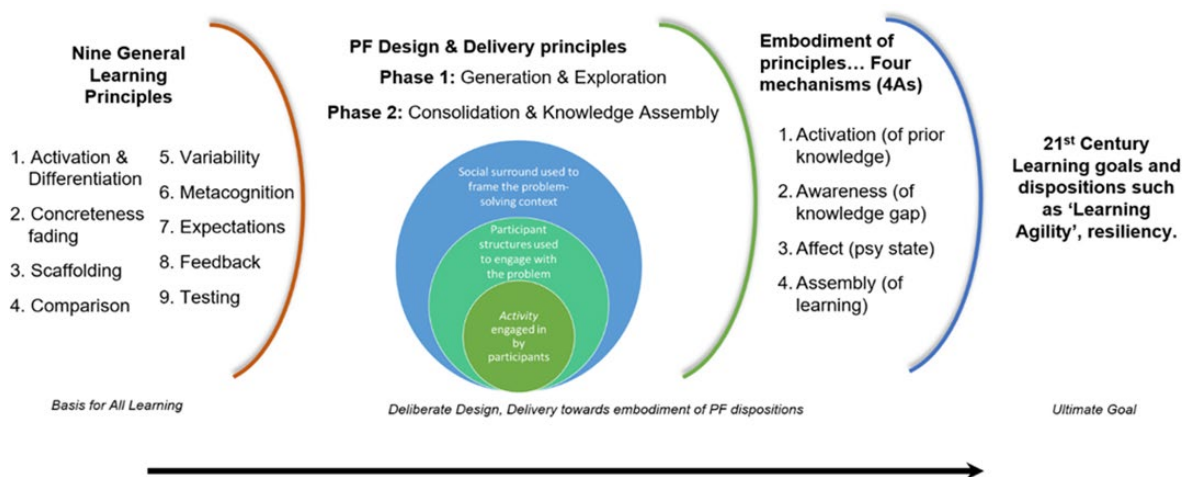 Nine General
Learning
Principles
1. Activation &
Differentiation
2. Concreteness
fading
3. Scaffolding
4. Comparison
5. Variability
6. Metacognition
7. Expectations
8. Feedback
9. Testing
Basis for All Learning
PF Design & Delivery principles
Phase 1: Generation & Exploration
Phase 2: Consolidation & Knowledge Assembly
Social surround used to
frame the problem-
solving context
Participant
structures used
to engage with
the problem
Activity
engaged in
by
participants
Deliberate Design, Delivery towards embodiment of PF dispositions
Embodiment of
principles... Four
mechanisms (4As)
1. Activation (of prior
knowledge)
2. Awareness (of
knowledge gap)
3. Affect (psy state)
4. Assembly (of
learning)
21st Century
Learning goals and
dispositions such
as ‘Learning
Agility’, resiliency.
Ultimate Goal